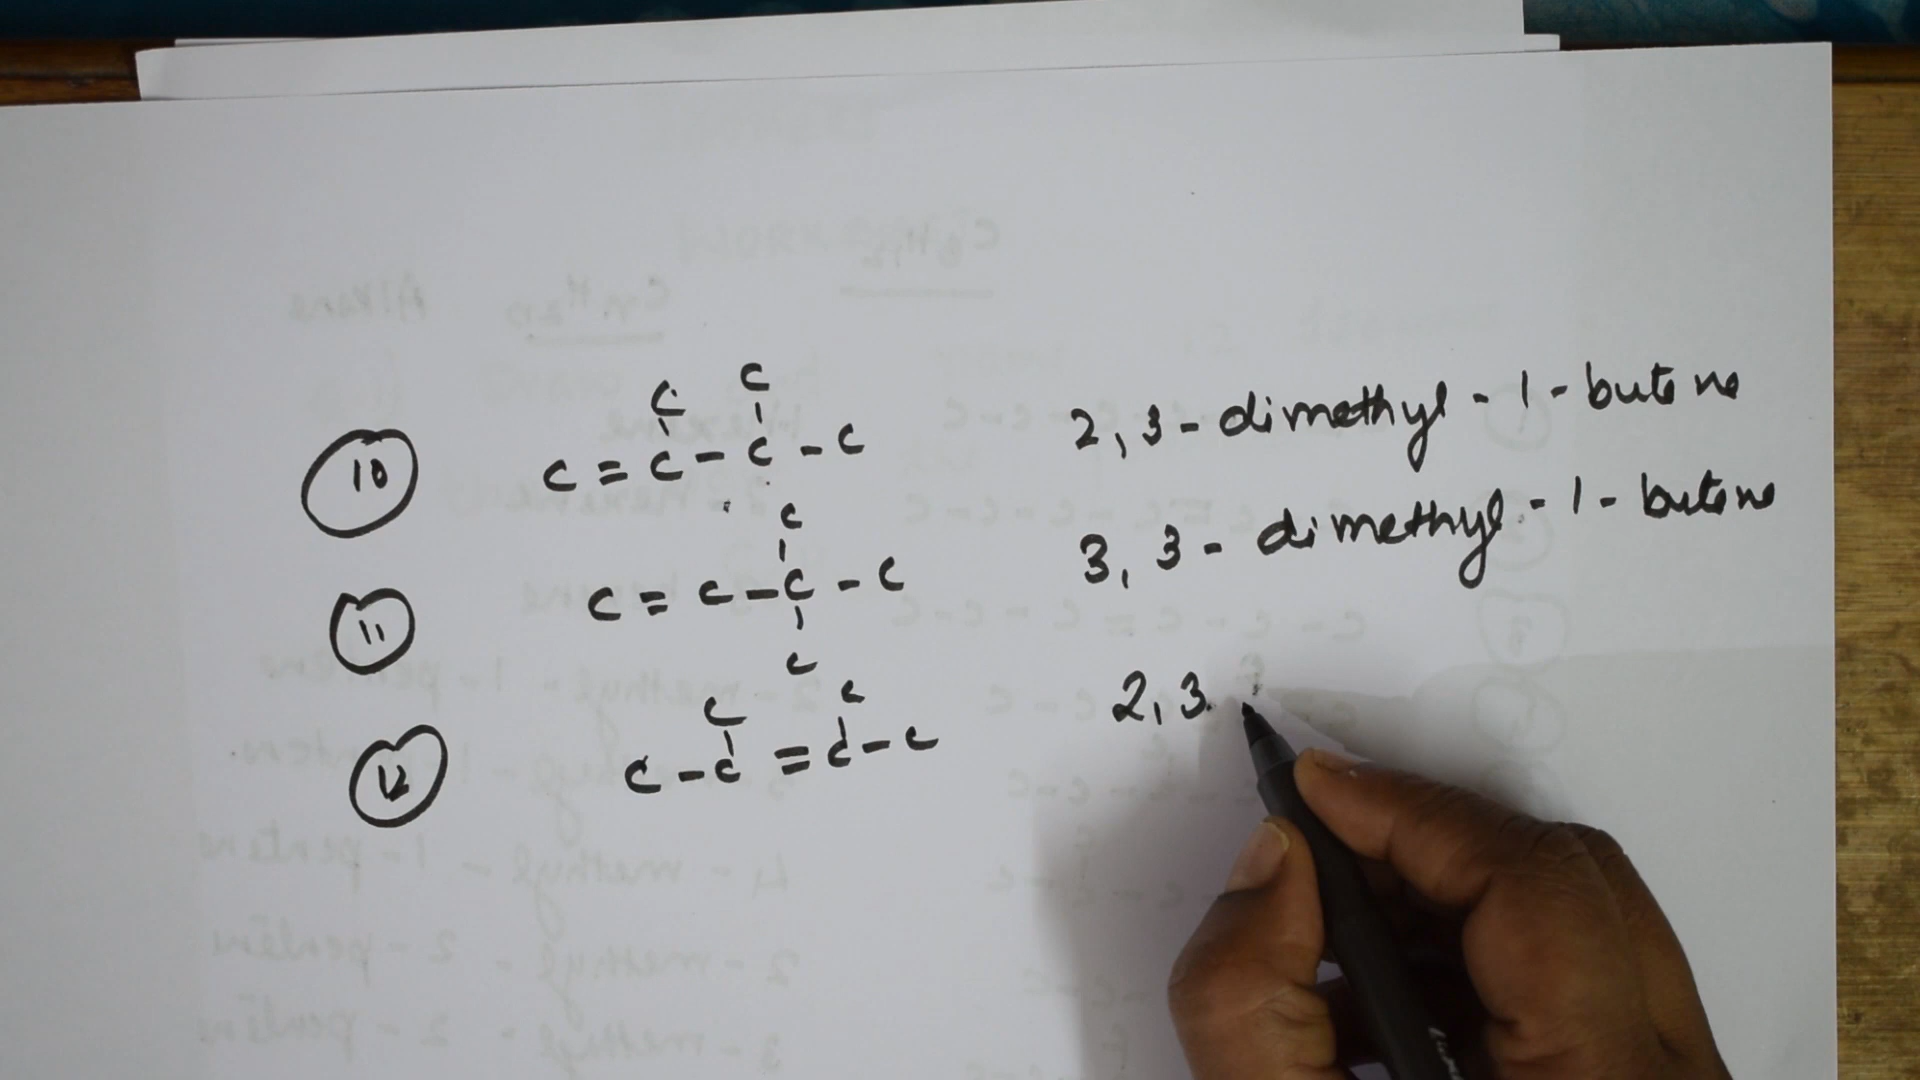 C C
10 C = C - C - C 2,3 - dimethyl - 1 - butene
C
11 C = C - C - C 3,3 - dimethyl - 1 - butene
C
C C
12 C - C = C - C 2,3